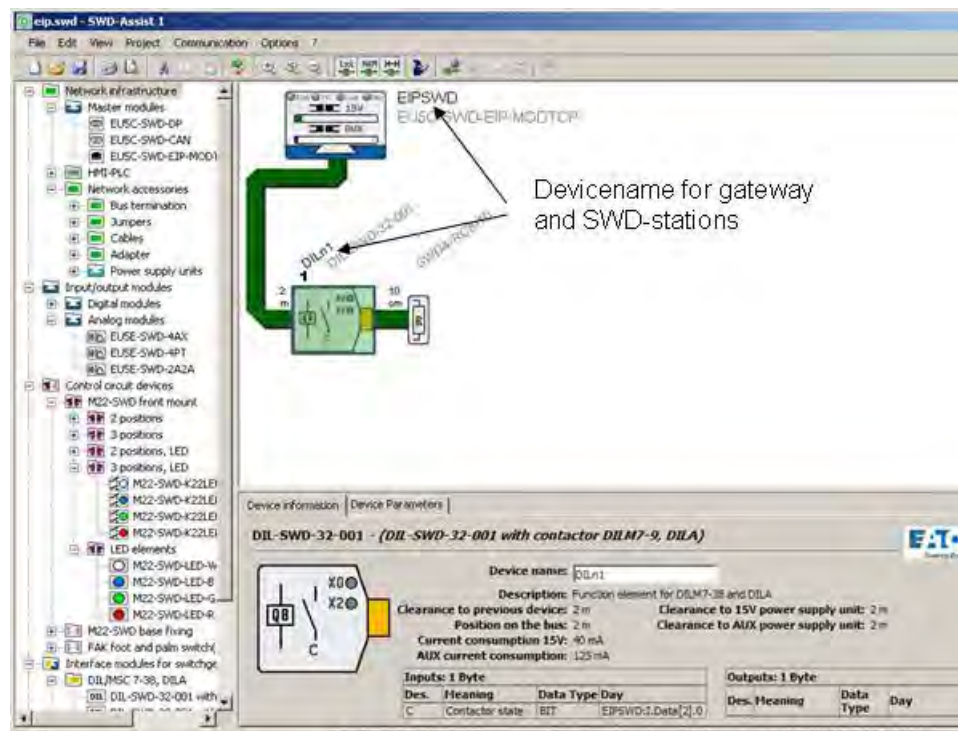 eip.swd - SWD-Assist 1
File Edit View Project Communication Options ?
Network infrastructure
Master modules
EU5C-SWD-DP
EU5C-SWD-CAN
EU5C-SWD-EIP-MOD1
HMI-PLC
Network accessories
Bus termination
Jumpers
Cables
Adapter
Power supply units
Input/output modules
Digital modules
Analog modules
EU5E-SWD-4AX
EU5E-SWD-4PT
EU5E-SWD-2A2A
Control circuit devices
M22-SWD front mount
2 positions
3 positions
2 positions, LED
3 positions, LED
M22-SWD-K22LE
M22-SWD-K22LE
M22-SWD-K22LE
M22-SWD-K22LE
LED elements
M22-SWD-LED-W
M22-SWD-LED-B
M22-SWD-LED-G
M22-SWD-LED-R
M22-SWD base fixing
FAK foot and palm switch(
Interface modules for switchge
DIL/MSC 7-38, DILA
DIL-SWD-32-001 with
15V
AUX
EIPSWD
EU5C-SWD-EIP-MODTCP
Devicename for gateway
and SWD-stations
DILn1
DIL-SWD-32-001
1
2
m
10
cm
R
Device information
Device Parameters
DIL-SWD-32-001 - (DIL-SWD-32-001 with contactor DILM7-9, DILA)
EAT
X0
X2
Q8
C
Device name: DILn1
Description: Function element for DILM7-38 and DILA
Clearance to previous device: 2 m Clearance to 15V power supply unit: 2 m
Position on the bus: 2 m Clearance to AUX power supply unit: 2 m
Current consumption 15V: 40 mA
AUX current consumption: 125 mA
Inputs: 1 Byte
Des. Meaning Data Type Day
C Contactor state BIT EIPSWD:I.Data[2].0
Outputs: 1 Byte
Des. Meaning Data Type Day